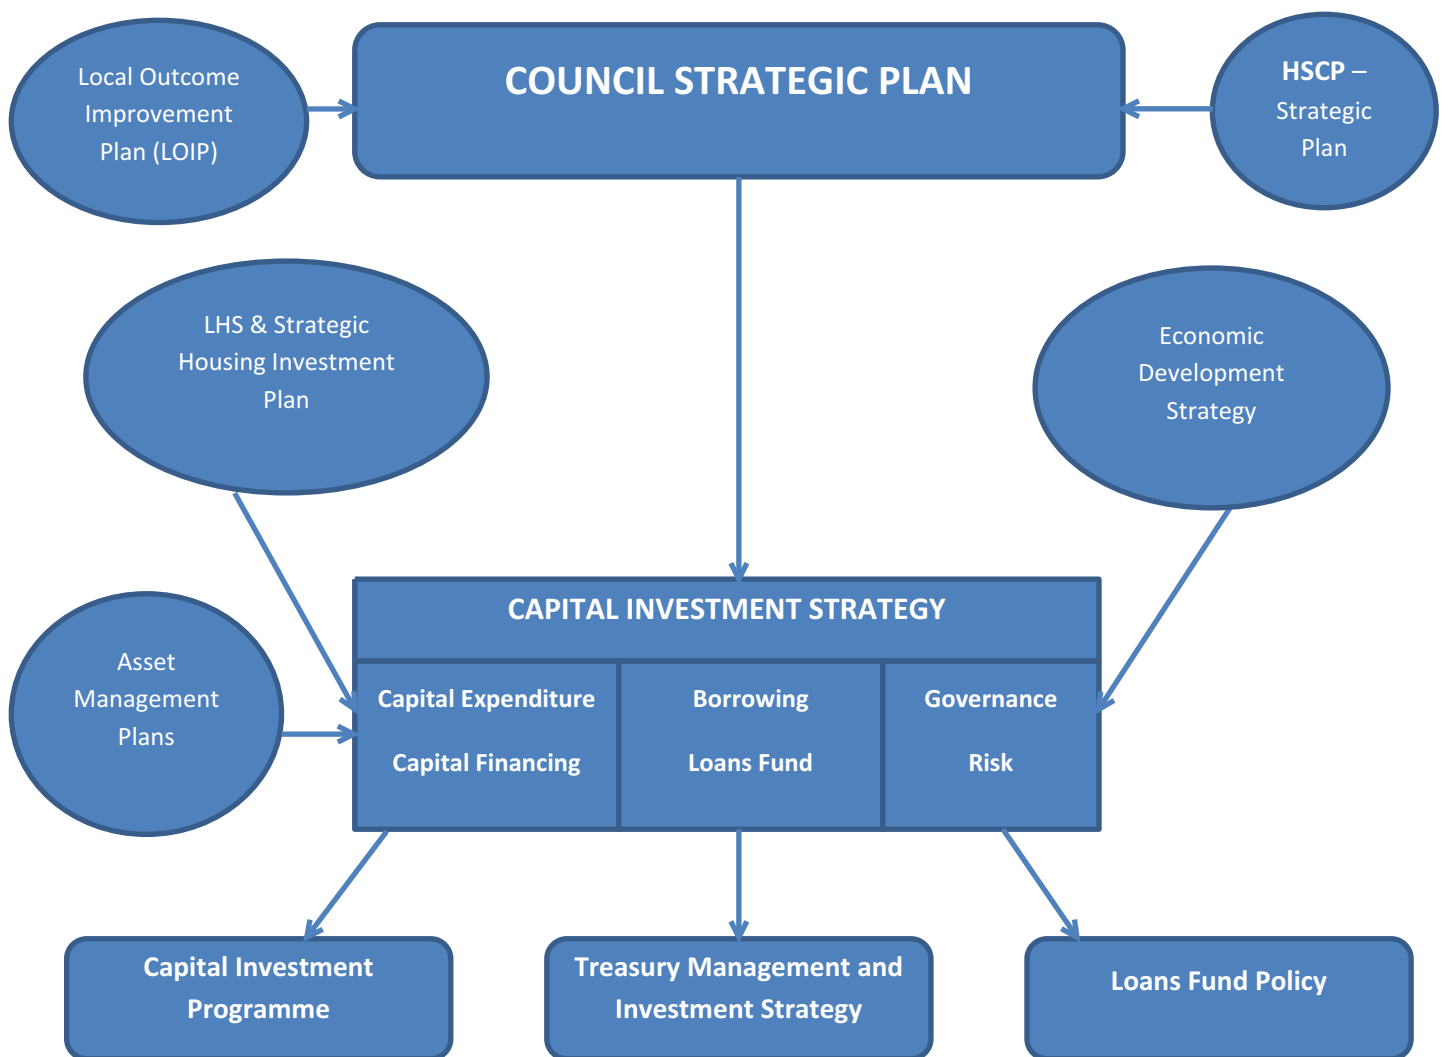 Local Outcome
Improvement
Plan (LOIP)
COUNCIL STRATEGIC PLAN
HSCP –
Strategic
Plan
LHS & Strategic
Housing Investment
Plan
Economic
Development
Strategy
CAPITAL INVESTMENT STRATEGY
Asset
Management
Plans
Capital Expenditure
Capital Financing
Borrowing
Loans Fund
Governance
Risk
Capital Investment
Programme
Treasury Management and
Investment Strategy
Loans Fund Policy